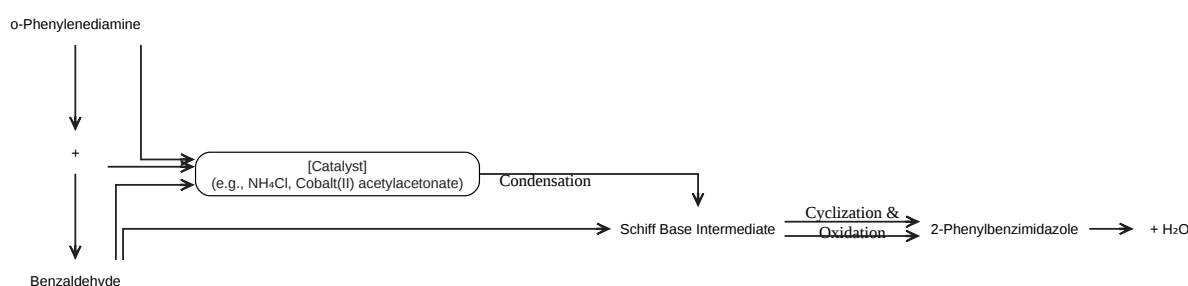 o-Phenylenediamine
+
[Catalyst]
(e.g., NH₄Cl, Cobalt(II) acetylacetonate)
Condensation
Cyclization &
Oxidation
Schiff Base Intermediate
2-Phenylbenzimidazole
+ H₂O
Benzaldehyde